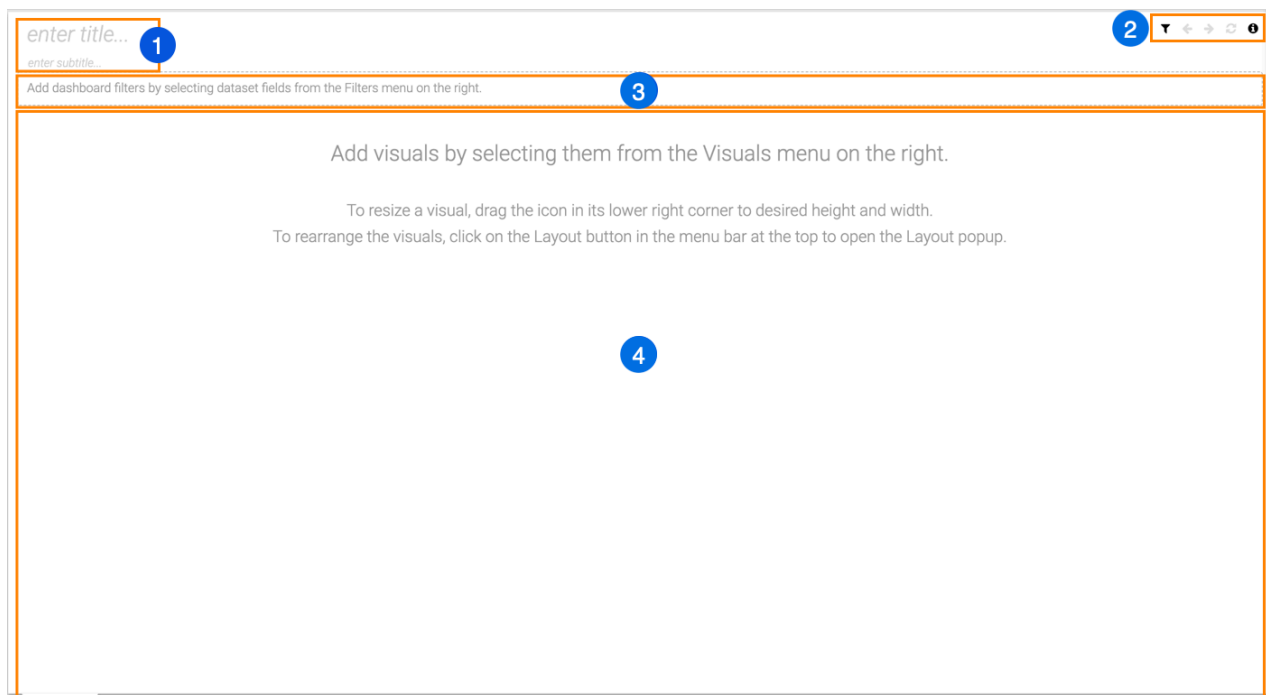 enter title...
1
2
enter subtitle...
Add dashboard filters by selecting dataset fields from the Filters menu on the right.
3
Add visuals by selecting them from the Visuals menu on the right.
To resize a visual, drag the icon in its lower right corner to desired height and width.
To rearrange the visuals, click on the Layout button in the menu bar at the top to open the Layout popup.
4